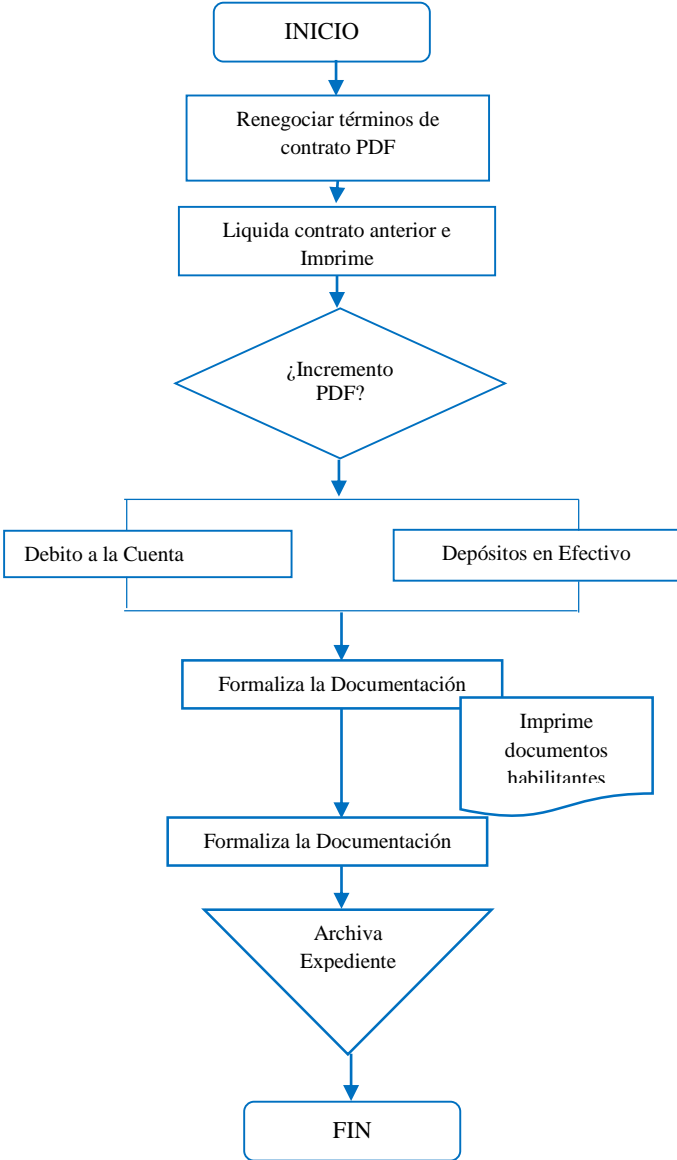 INICIO
Renegociar términos de
contrato PDF
Liquida contrato anterior e
Imprime
¿Incremento
PDF?
Debito a la Cuenta
Depósitos en Efectivo
Formaliza la Documentación
Imprime
documentos
habilitantes
Formaliza la Documentación
Archiva
Expediente
FIN